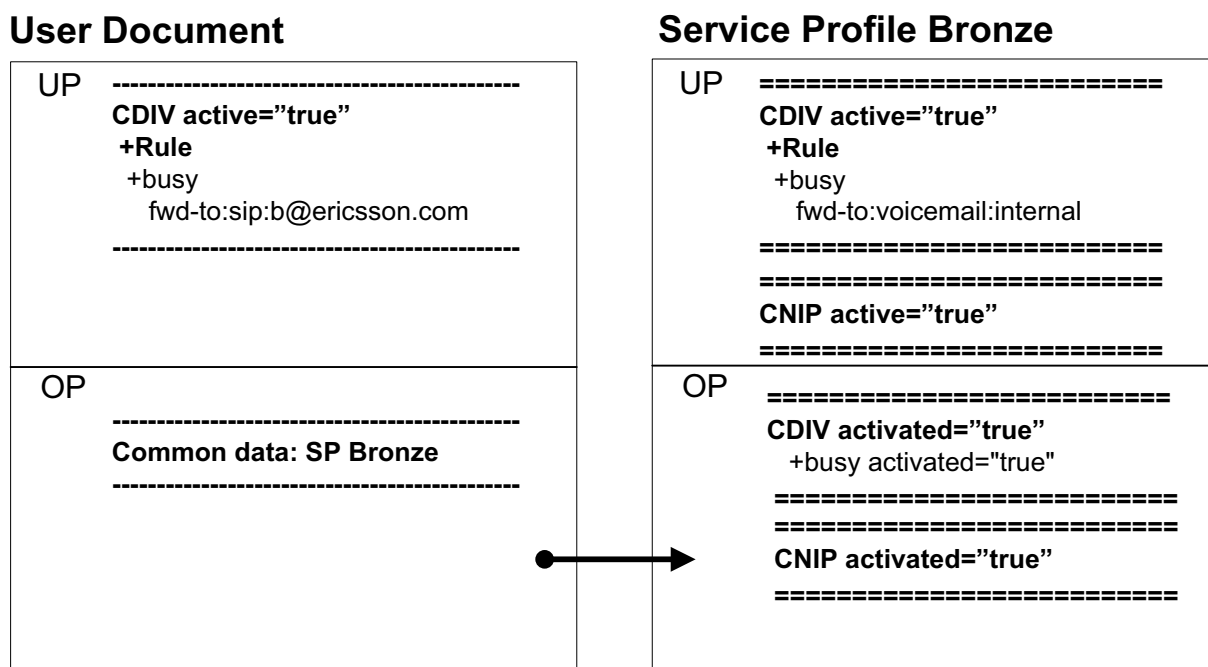 User Document
UP
---------------------------------------------
CDIV active=”true”
+Rule
+busy
fwd-to:sip:b@ericsson.com
---------------------------------------------
OP
---------------------------------------------
Common data: SP Bronze
---------------------------------------------
Service Profile Bronze
UP
==========================
CDIV active=”true”
+Rule
+busy
fwd-to:voicemail:internal
==========================
==========================
CNIP active=”true”
==========================
OP
==========================
CDIV activated=”true”
+busy activated="true"
==========================
==========================
CNIP activated=”true”
==========================